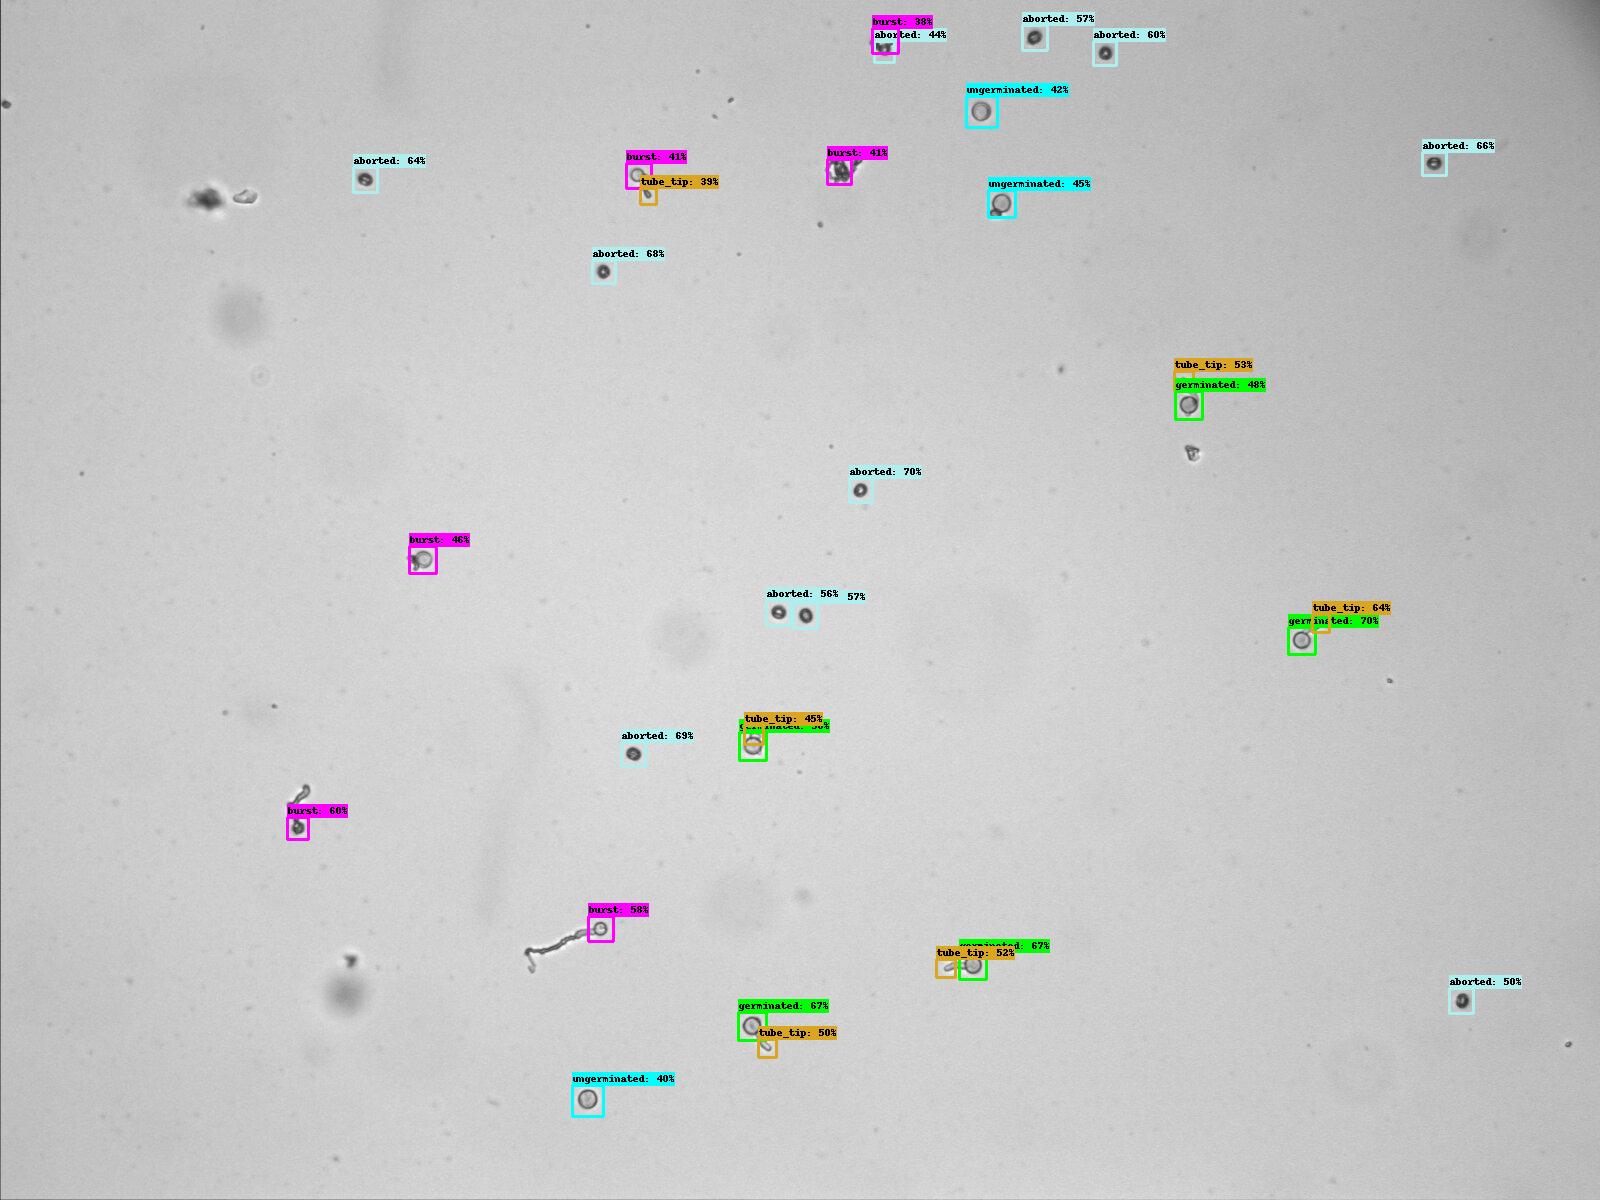 aborted: 57%
burst: 38%
aborted: 44%
aborted: 60%
ungerminated: 42%
aborted: 66%
burst: 41%
burst: 41%
aborted: 64%
tube_tip: 39%
ungerminated: 45%
aborted: 68%
tube_tip: 53%
germinated: 48%
aborted: 70%
burst: 46%
aborted: 56%
57%
tube_tip: 64%
germinated: 70%
tube_tip: 45%
aborted: 69%
burst: 60%
burst: 58%
germinated: 67%
tube_tip: 52%
aborted: 50%
germinated: 67%
tube_tip: 50%
ungerminated: 40%